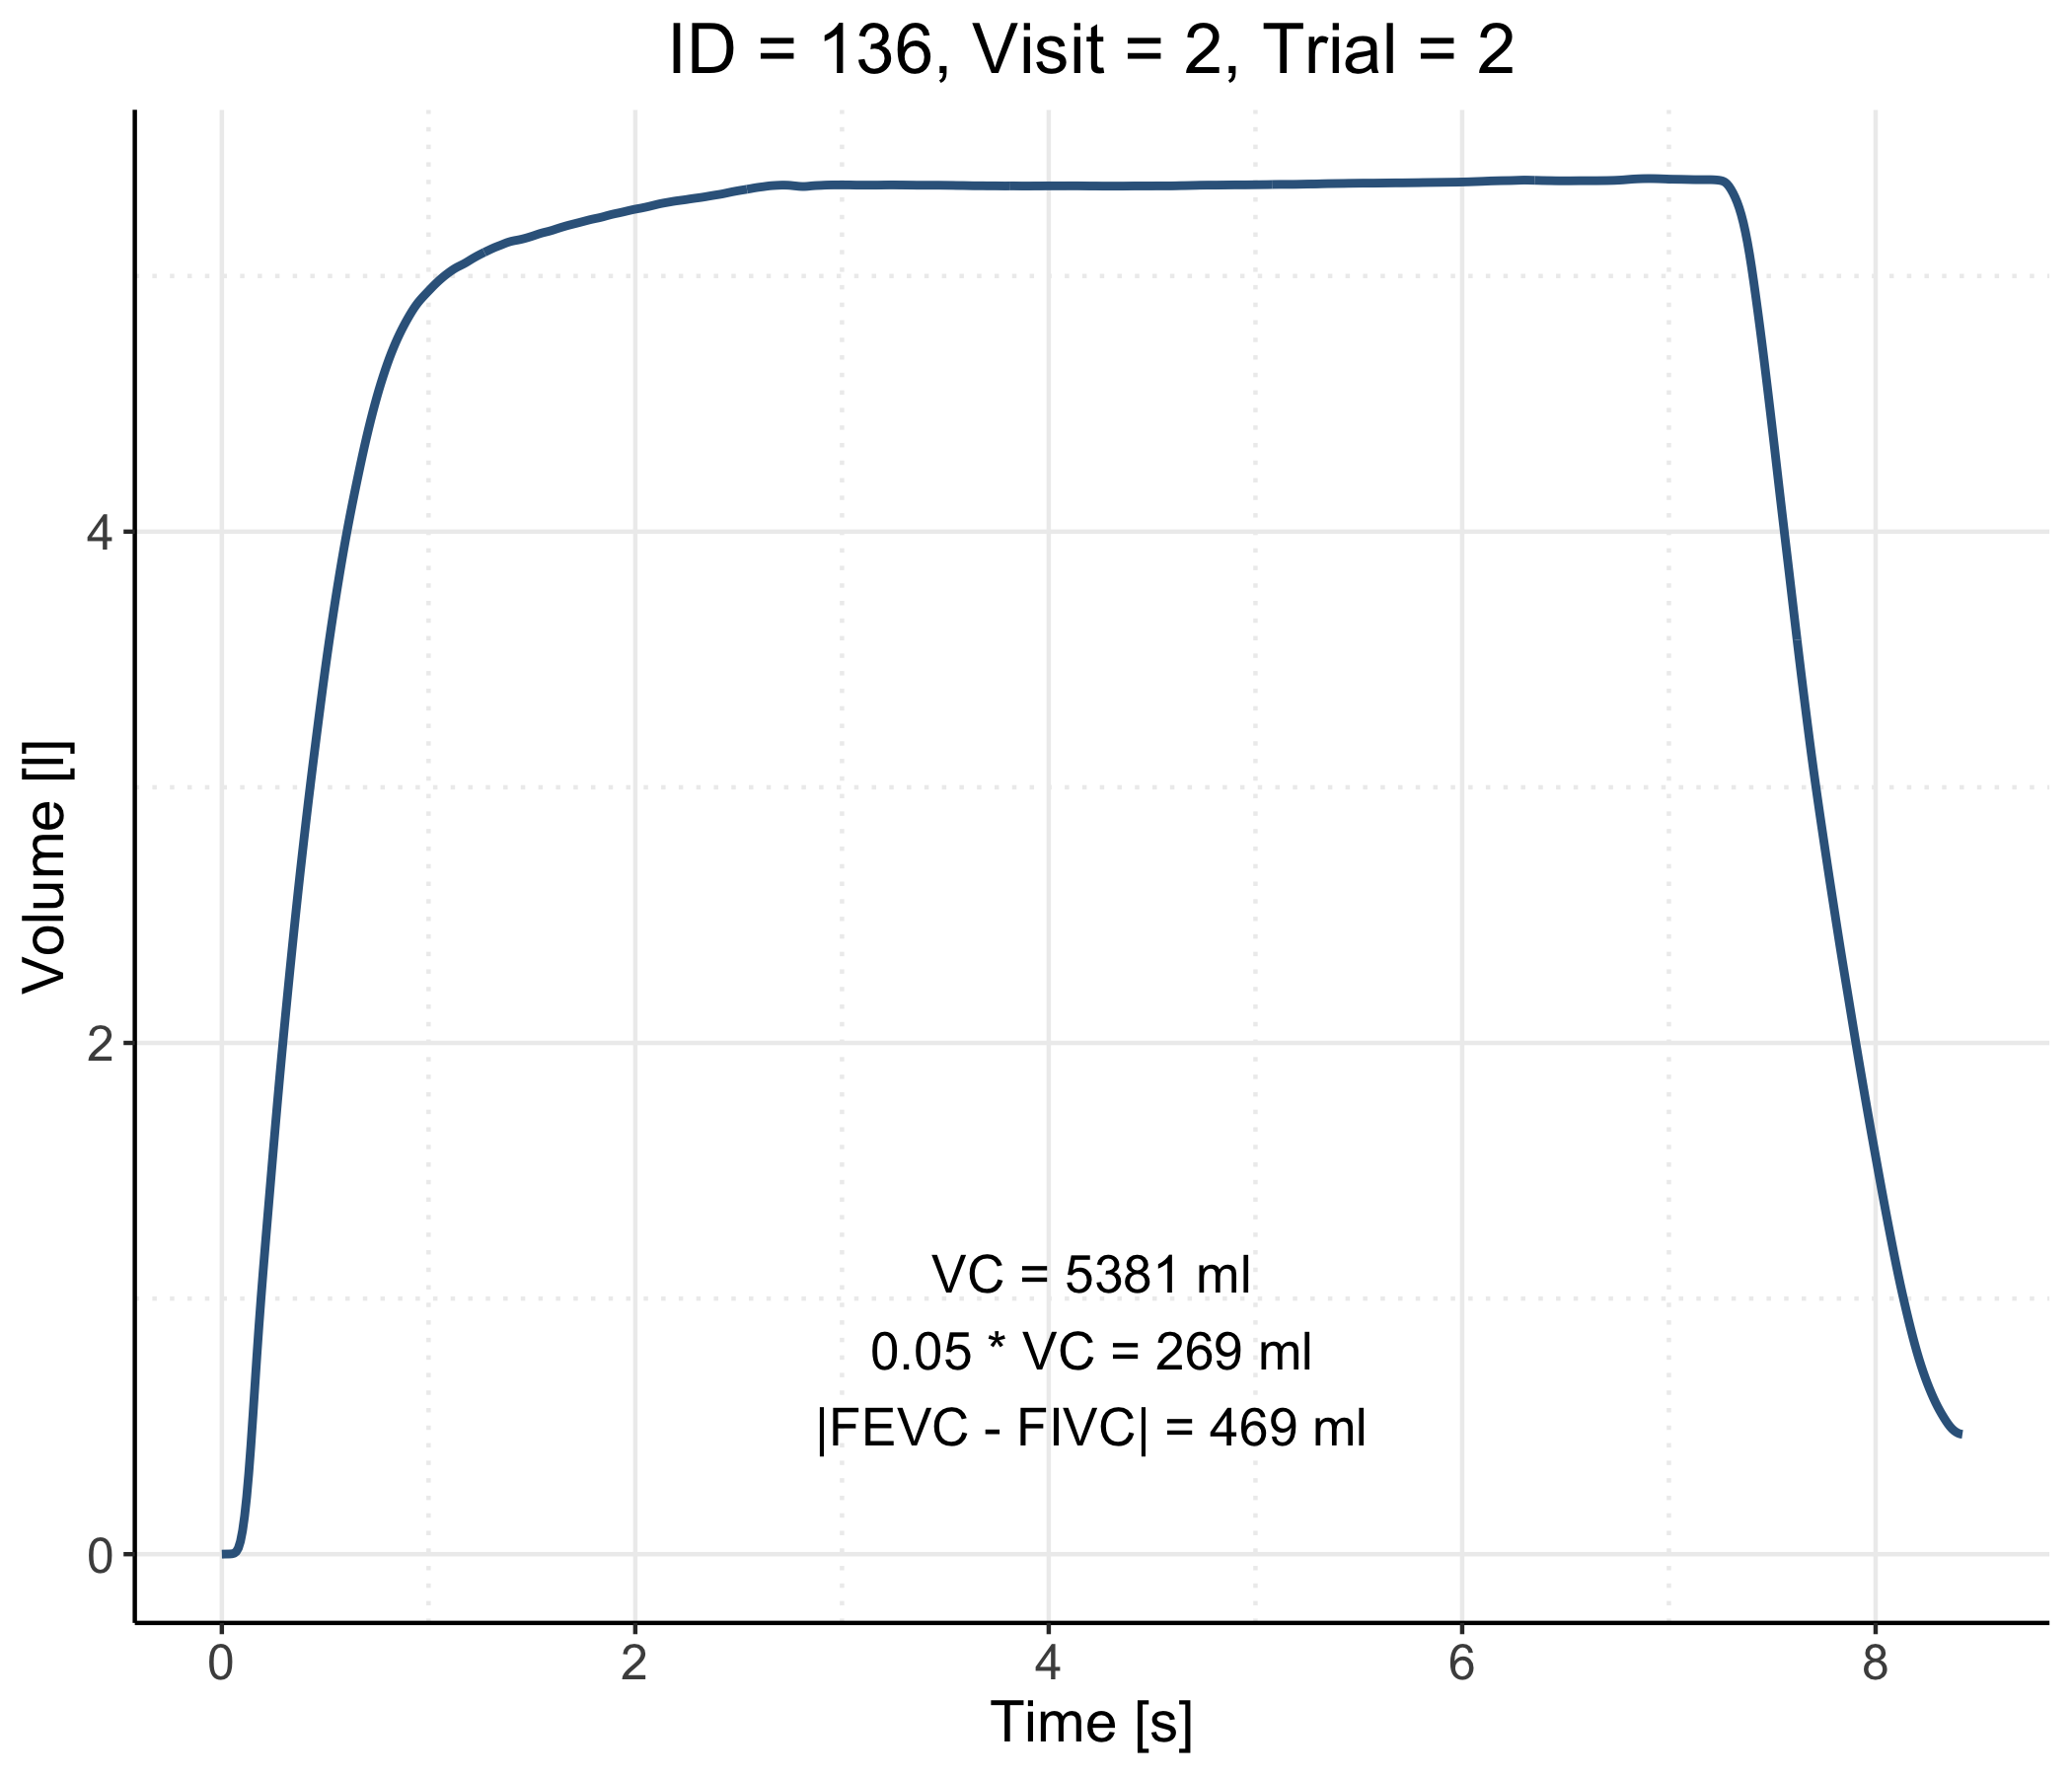 ID = 136, Visit = 2, Trial = 2
Volume [l]
4
2
0
VC = 5381 ml
0.05 * VC = 269 ml
|FEVC - FIVC| = 469 ml
0 2 4 6 8
Time [s]